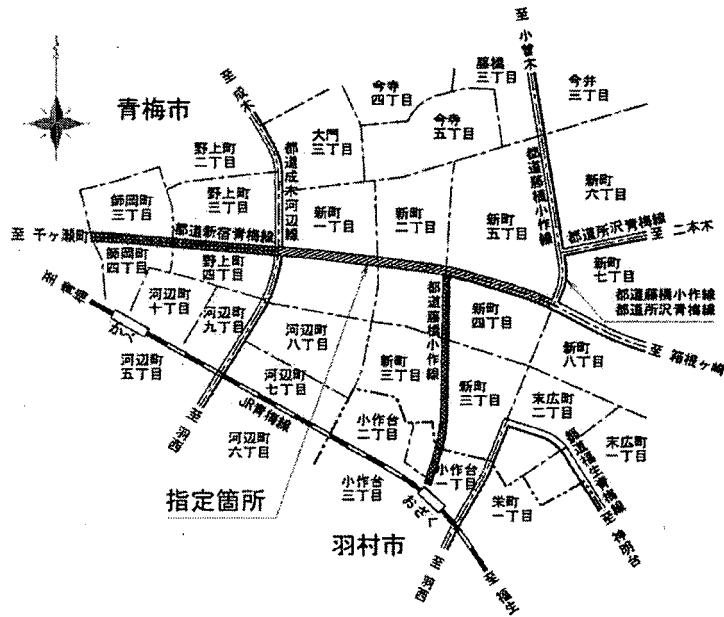 至 小曾木
藤橋
三丁目
今井
三丁目
今寺
四丁目
至 成木
青梅市
今寺
五丁目
大門
三丁目
都道成木河辺線
野上町
二丁目
都道藤橋小作線
新町
六丁目
野上町
一丁目
師岡町
三丁目
新町
一丁目
新町
二丁目
新町
五丁目
都道所沢青梅線
至 二本木
至 千ヶ瀬町
都道新宿青梅線
師岡町
四丁目
野上町
四丁目
新町
七丁目
都道藤橋小作線
都道所沢青梅線
都道藤橋小作線
河辺町
十丁目
河辺町
九丁目
新町
四丁目
河辺町
八丁目
かべ
河辺町
五丁目
新町
八丁目
至 箱根ヶ崎
新町
三丁目
新町
三丁目
河辺町
七丁目
JR青梅線
末広町
二丁目
至 羽西
小作台
二丁目
末広町
一丁目
河辺町
六丁目
都道福生青梅線
小作台
一丁目
小作台
三丁目
おざく
栄町
一丁目
指定箇所
至 神明台
羽村市
至 羽西
至 福生